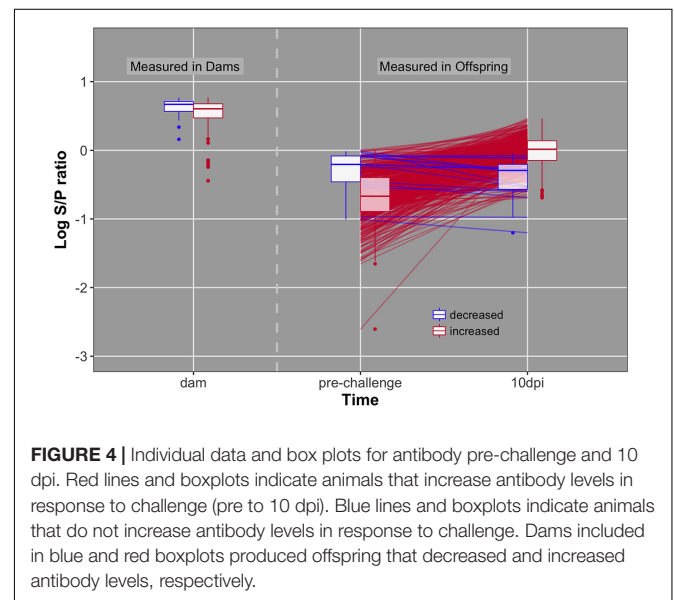 Measured in Dams
Measured in Offspring
1
0
-1
-2
-3
Log S/P ratio
decreased
increased
dam
pre-challenge
10dpi
Time
FIGURE 4 | Individual data and box plots for antibody pre-challenge and 10
dpi. Red lines and boxplots indicate animals that increase antibody levels in
response to challenge (pre to 10 dpi). Blue lines and boxplots indicate animals
that do not increase antibody levels in response to challenge. Dams included
in blue and red boxplots produced offspring that decreased and increased
antibody levels, respectively.